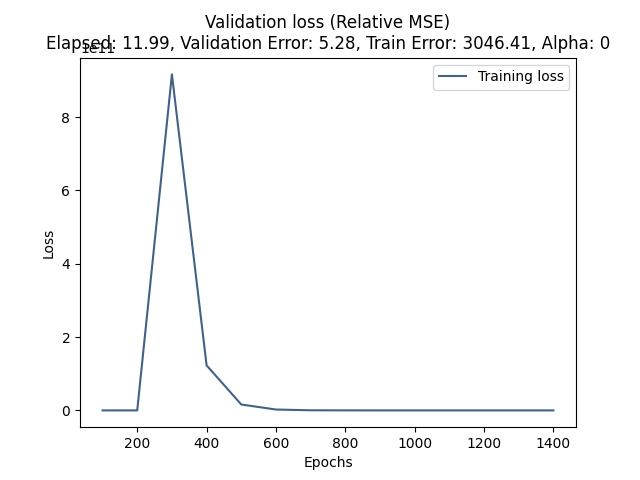 Validation loss (Relative MSE)
Elapsed: 11.99, Validation Error: 5.28, Train Error: 3046.41, Alpha: 0
1e11
Training loss
8
6
4
2
0
Loss
200 400 600 800 1000 1200 1400
Epochs